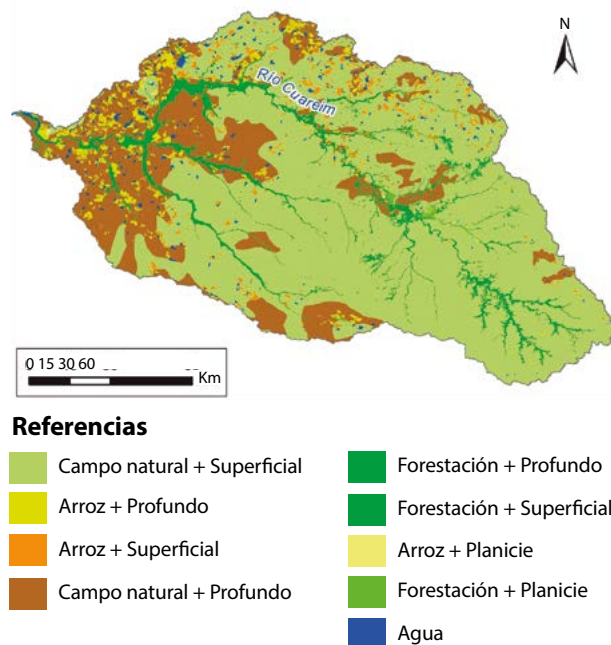 N
Río Cuareim
0 15 30 60
Km
Referencias
Campo natural + Superficial
Arroz + Profundo
Arroz + Superficial
Campo natural + Profundo
Forestación + Profundo
Forestación + Superficial
Arroz + Planicie
Forestación + Planicie
Agua